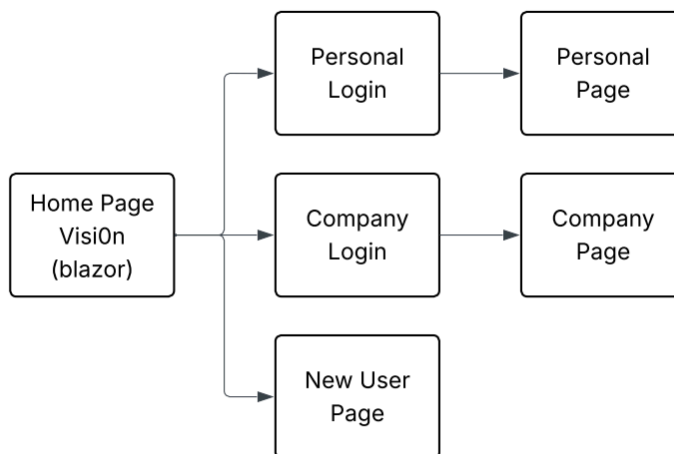 Personal
Login
Personal
Page
Home Page
Visi0n
(blazor)
Company
Login
Company
Page
New User
Page